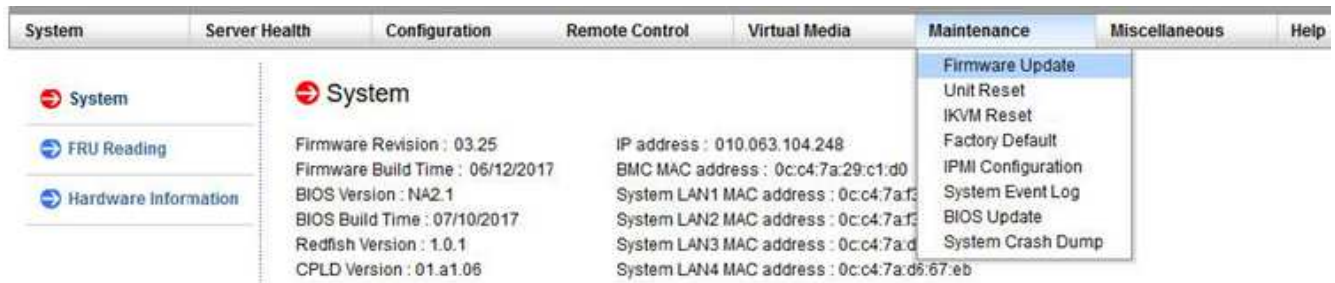 System Server Health Configuration Remote Control Virtual Media Maintenance Miscellaneous Help
Firmware Update
Unit Reset
IKVM Reset
Factory Default
IPMI Configuration
System Event Log
BIOS Update
System Crash Dump
System
FRU Reading
Hardware Information
System
Firmware Revision : 03.25
Firmware Build Time : 06/12/2017
BIOS Version : NA2.1
BIOS Build Time : 07/10/2017
Redfish Version : 1.0.1
CPLD Version : 01.a1.06
IP address : 010.063.104.248
BMC MAC address : 0c:c4:7a:29:c1:d0
System LAN1 MAC address : 0c:c4:7a:f3
System LAN2 MAC address : 0c:c4:7a:f3
System LAN3 MAC address : 0c:c4:7a:d
System LAN4 MAC address : 0c:c4:7a:d6:67:eb